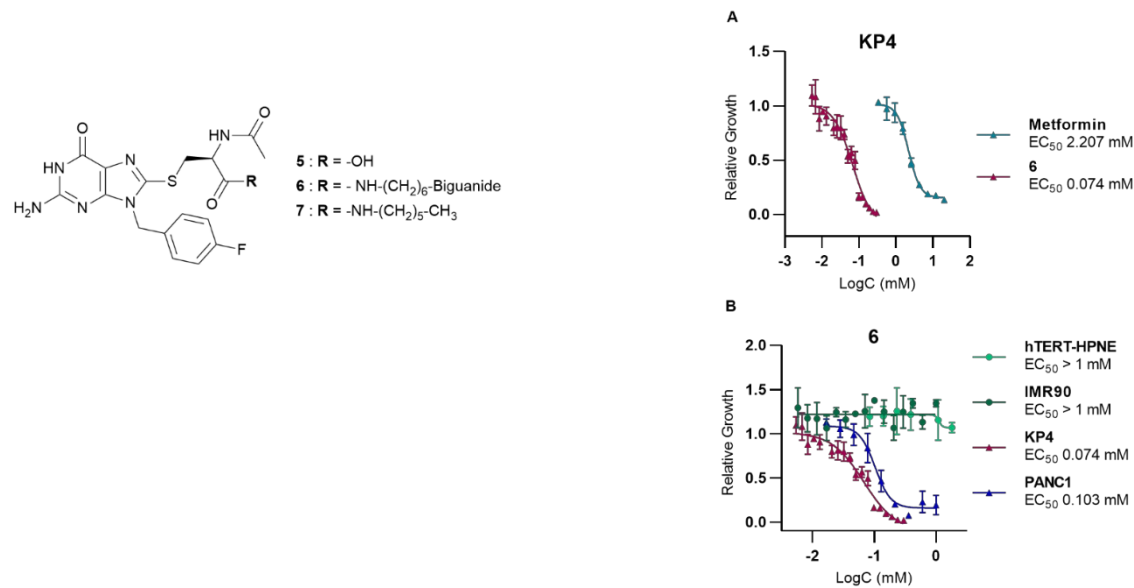 O
HN
H₂N
N
N
N
N
S
HN
O
O
R
F
5 : R = -OH
6 : R = - NH-(CH₂)₆-Biguanide
7 : R = -NH-(CH₂)₅-CH₃
A
KP4
Relative Growth
1.5
1.0
0.5
0.0
-3 -2 -1 0 1 2
LogC (mM)
Metformin
EC₅₀ 2.207 mM
6
EC₅₀ 0.074 mM
B
6
Relative Growth
2.0
1.5
1.0
0.5
0.0
-2 -1 0
LogC (mM)
hTERT-HPNE
EC₅₀ > 1 mM
IMR90
EC₅₀ > 1 mM
KP4
EC₅₀ 0.074 mM
PANC1
EC₅₀ 0.103 mM